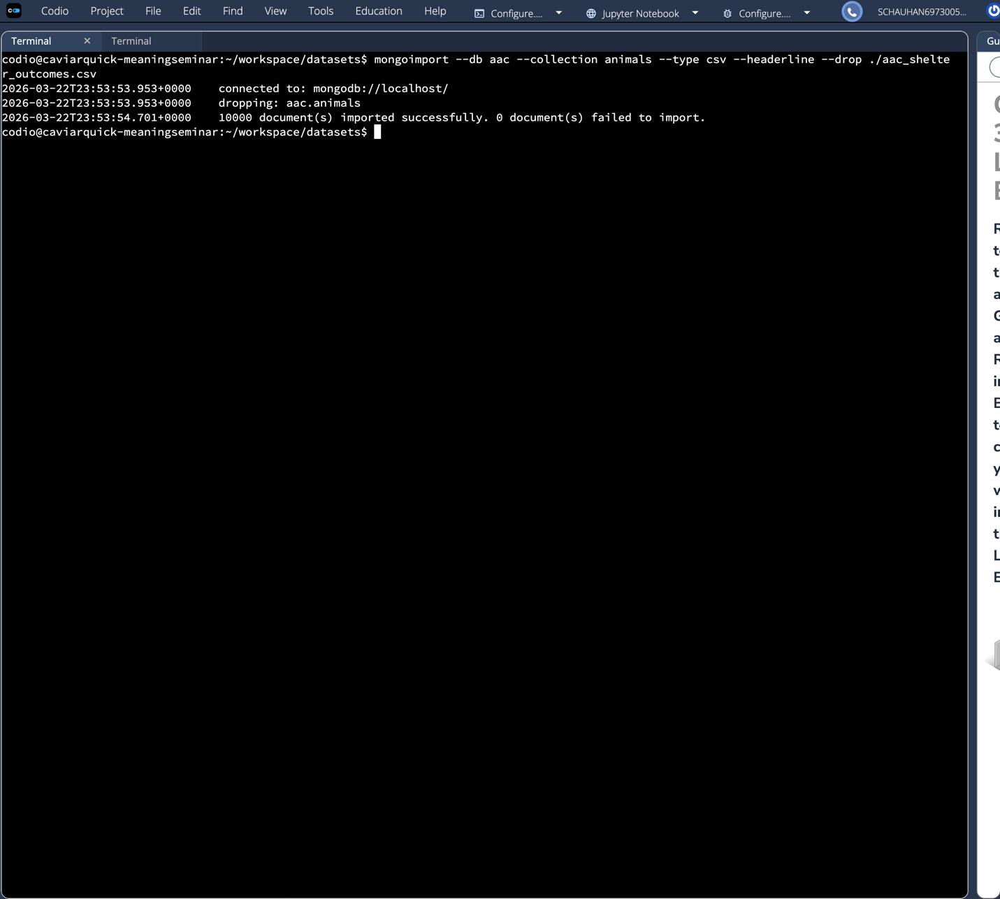 Codio Project File Edit Find View Tools Education Help Configure.... Jupyter Notebook Configure.... SCHAUHAN6973005...
Terminal × Terminal
Gu
codio@caviarquick-meaningseminar:~/workspace/datasets$ mongoimport --db aac --collection animals --type csv --headerline --drop ./aac_shelte
r_outcomes.csv
2026-03-22T23:53:53.953+0000    connected to: mongodb://localhost/
2026-03-22T23:53:53.953+0000    dropping: aac.animals
2026-03-22T23:53:54.701+0000    10000 document(s) imported successfully. 0 document(s) failed to import.
codio@caviarquick-meaningseminar:~/workspace/datasets$